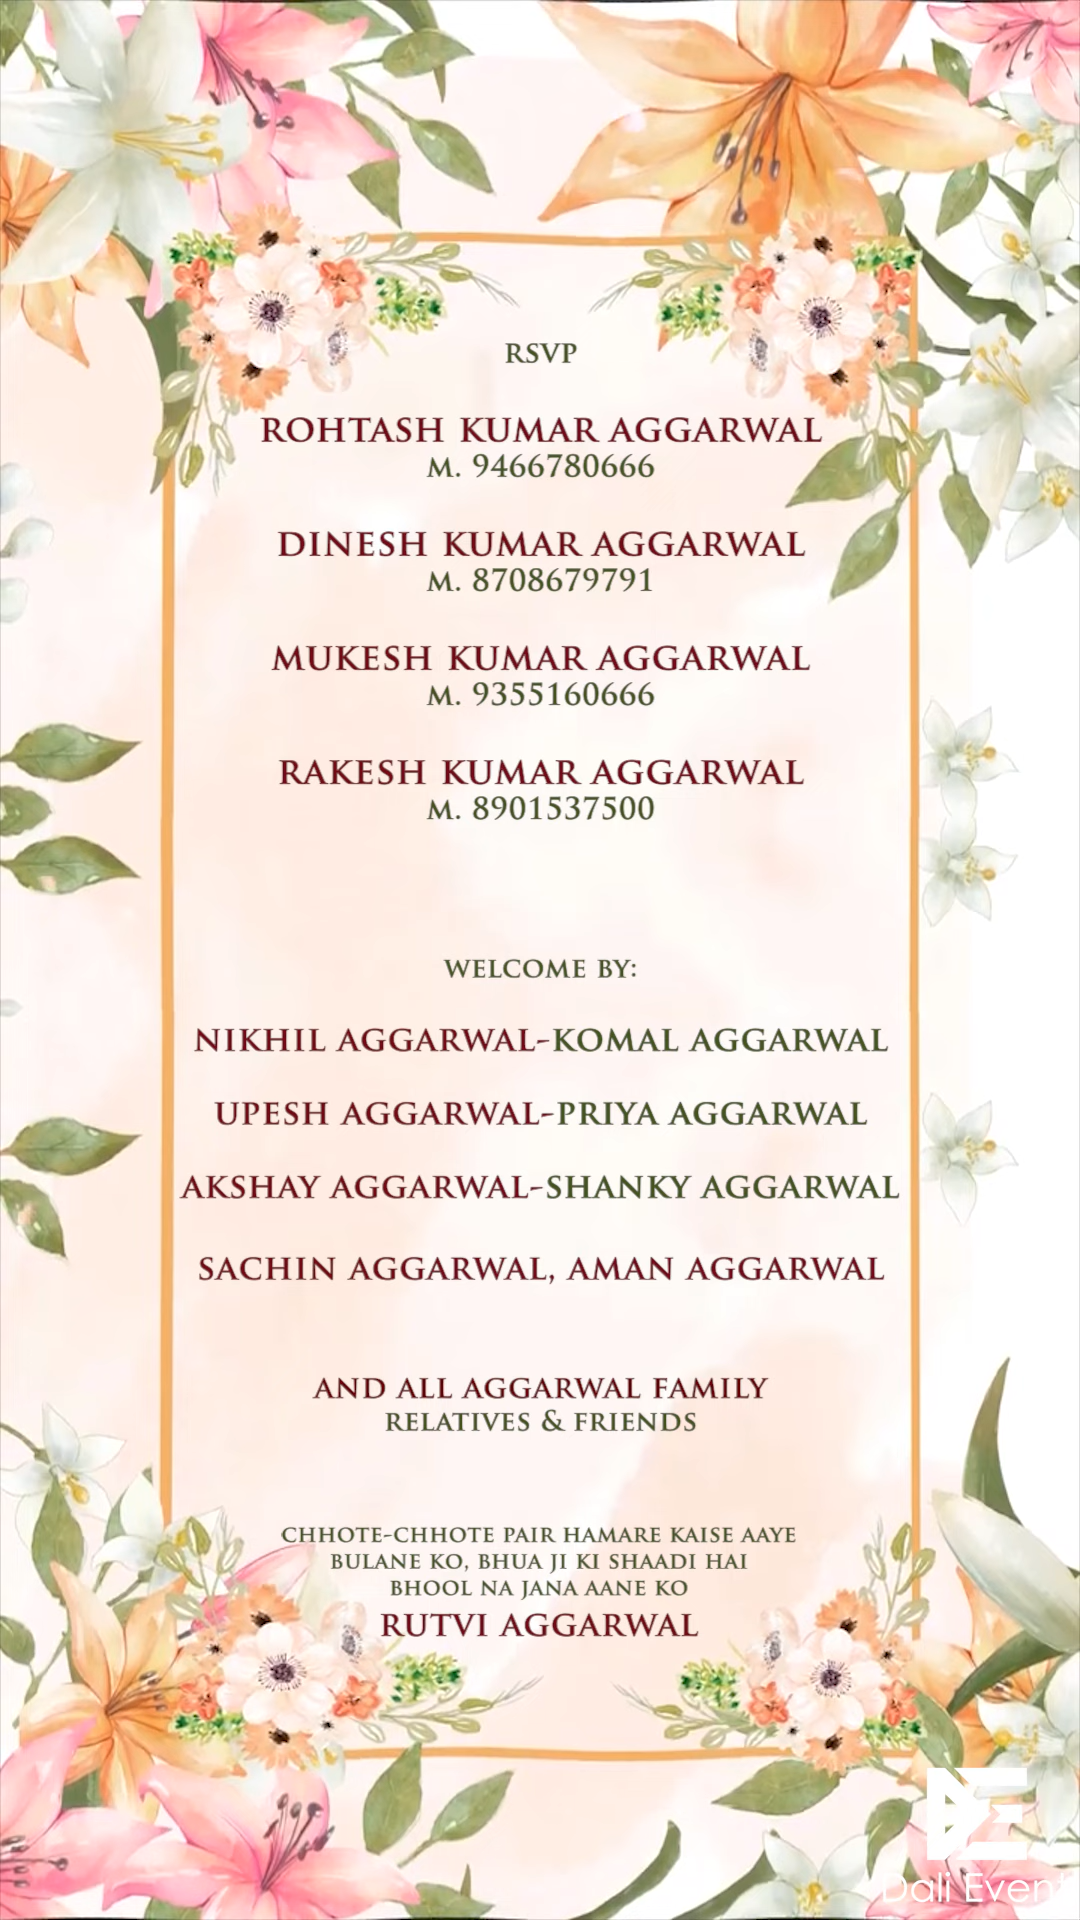 RSVP
ROHTASH KUMAR AGGARWAL
M. 9466780666
DINESH KUMAR AGGARWAL
M. 8708679791
MUKESH KUMAR AGGARWAL
M. 9355160666
RAKESH KUMAR AGGARWAL
M. 8901537500
WELCOME BY:
NIKHIL AGGARWAL-KOMAL AGGARWAL
UPESH AGGARWAL-PRIYA AGGARWAL
AKSHAY AGGARWAL-SHANKY AGGARWAL
SACHIN AGGARWAL, AMAN AGGARWAL
AND ALL AGGARWAL FAMILY
RELATIVES & FRIENDS
CHHOTE-CHHOTE PAIR HAMARE KAISE AAYE
BULANE KO, BHUA JI KI SHAADI HAI
BHOOL NA JANA AANE KO
RUTVI AGGARWAL
Dali Event